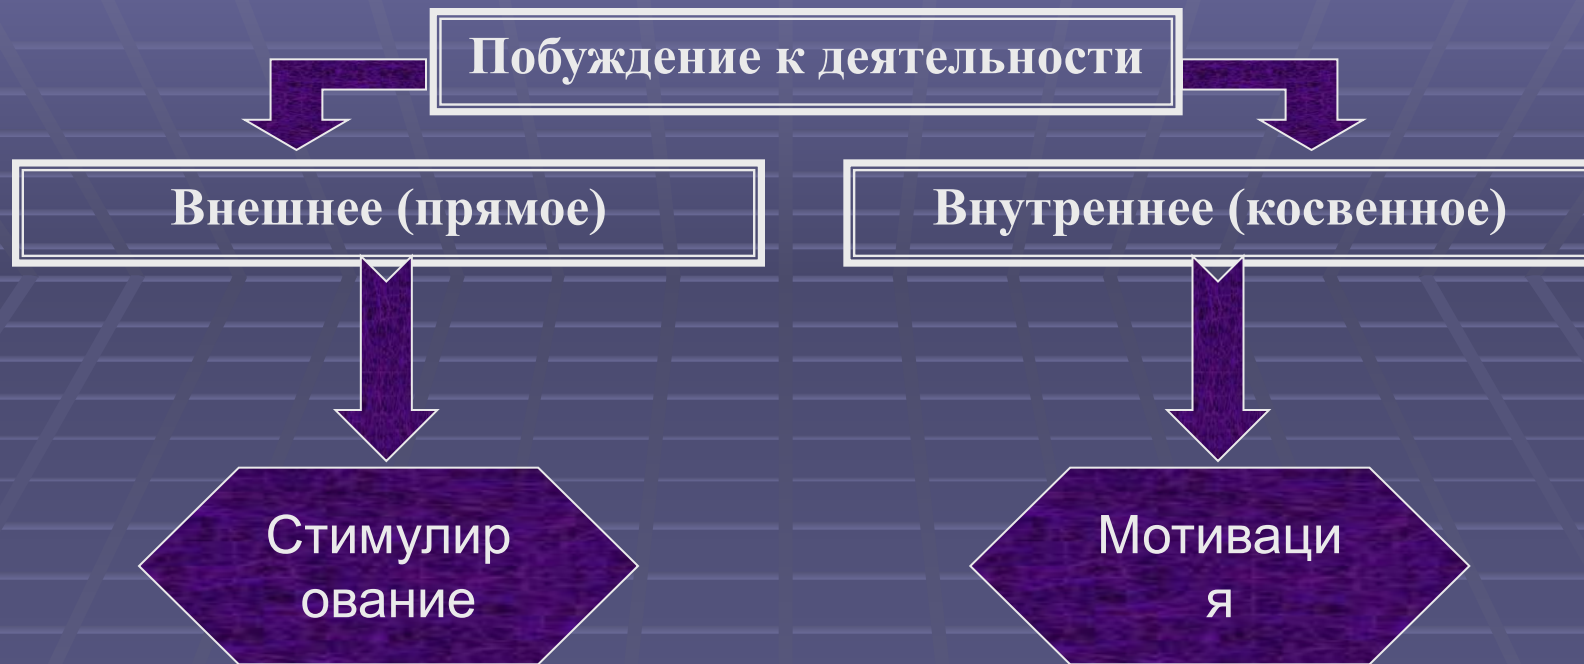 Побуждение к деятельности
Внешнее (прямое)
Внутреннее (косвенное)
Стимулир
ование
Мотиваци
я